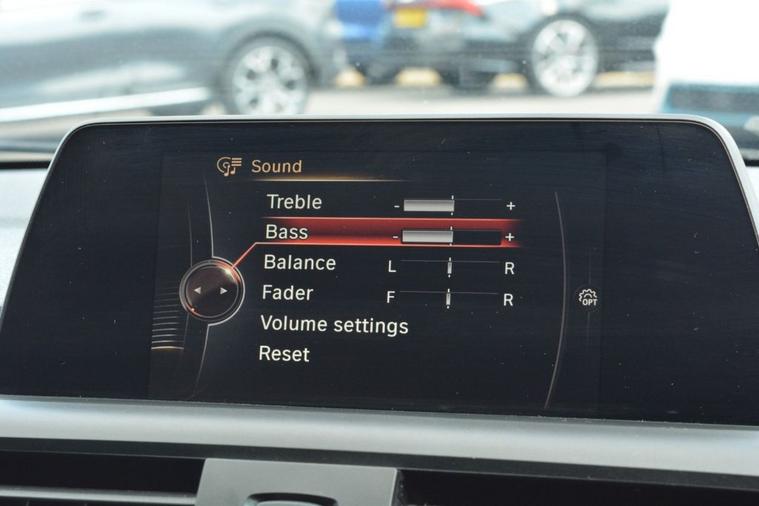 Sound
Treble - +
Bass - +
Balance L R
Fader F R
OPT
Volume settings
Reset